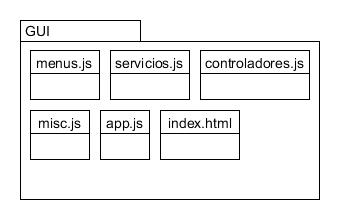 GUI
menus.js servicios.js controladores.js
misc.js app.js index.html